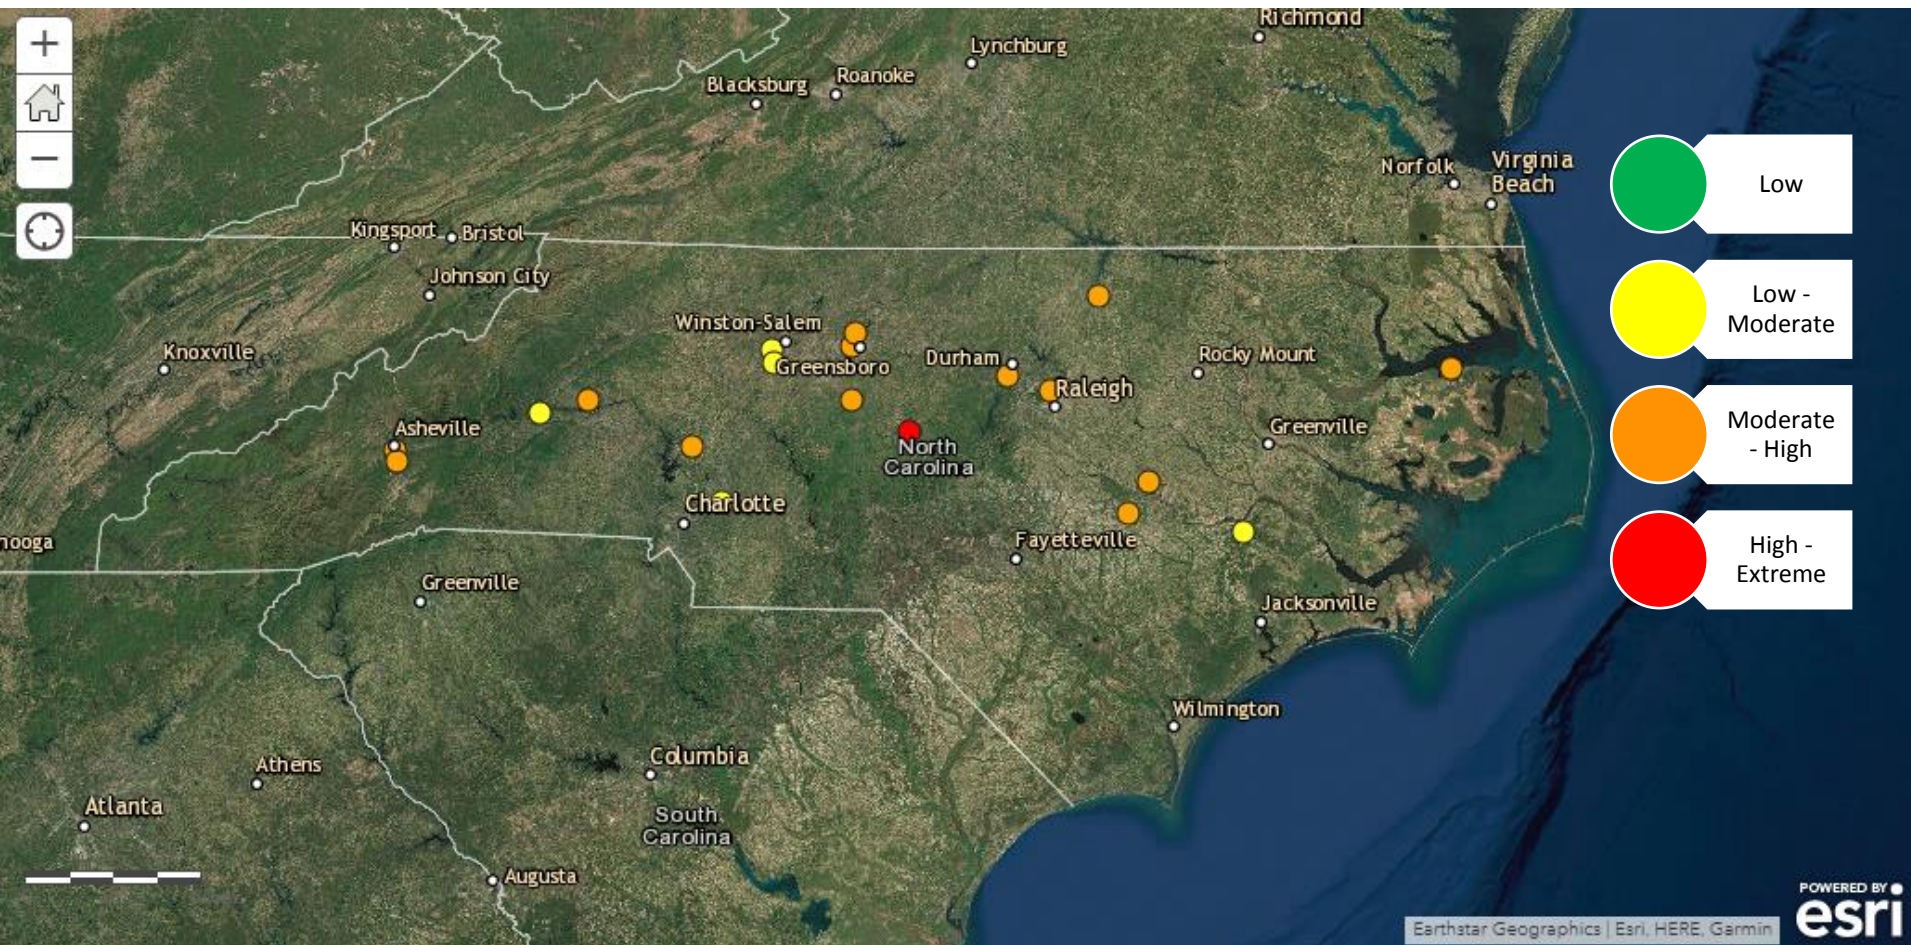 +
−
Richmond
Lynchburg
Blacksburg
Roanoke
Norfolk
Virginia
Beach
Kingsport
Bristol
Johnson City
Knoxville
Winston-Salem
Greensboro
Durham
Raleigh
Rocky Mount
Asheville
Greenville
North
Carolina
Charlotte
Fayetteville
nooga
Greenville
Jacksonville
Wilmington
Columbia
South
Carolina
Athens
Atlanta
Augusta
Low
Low -
Moderate
Moderate
- High
High -
Extreme
POWERED BY
esri
Earthstar Geographics | Esri, HERE, Garmin